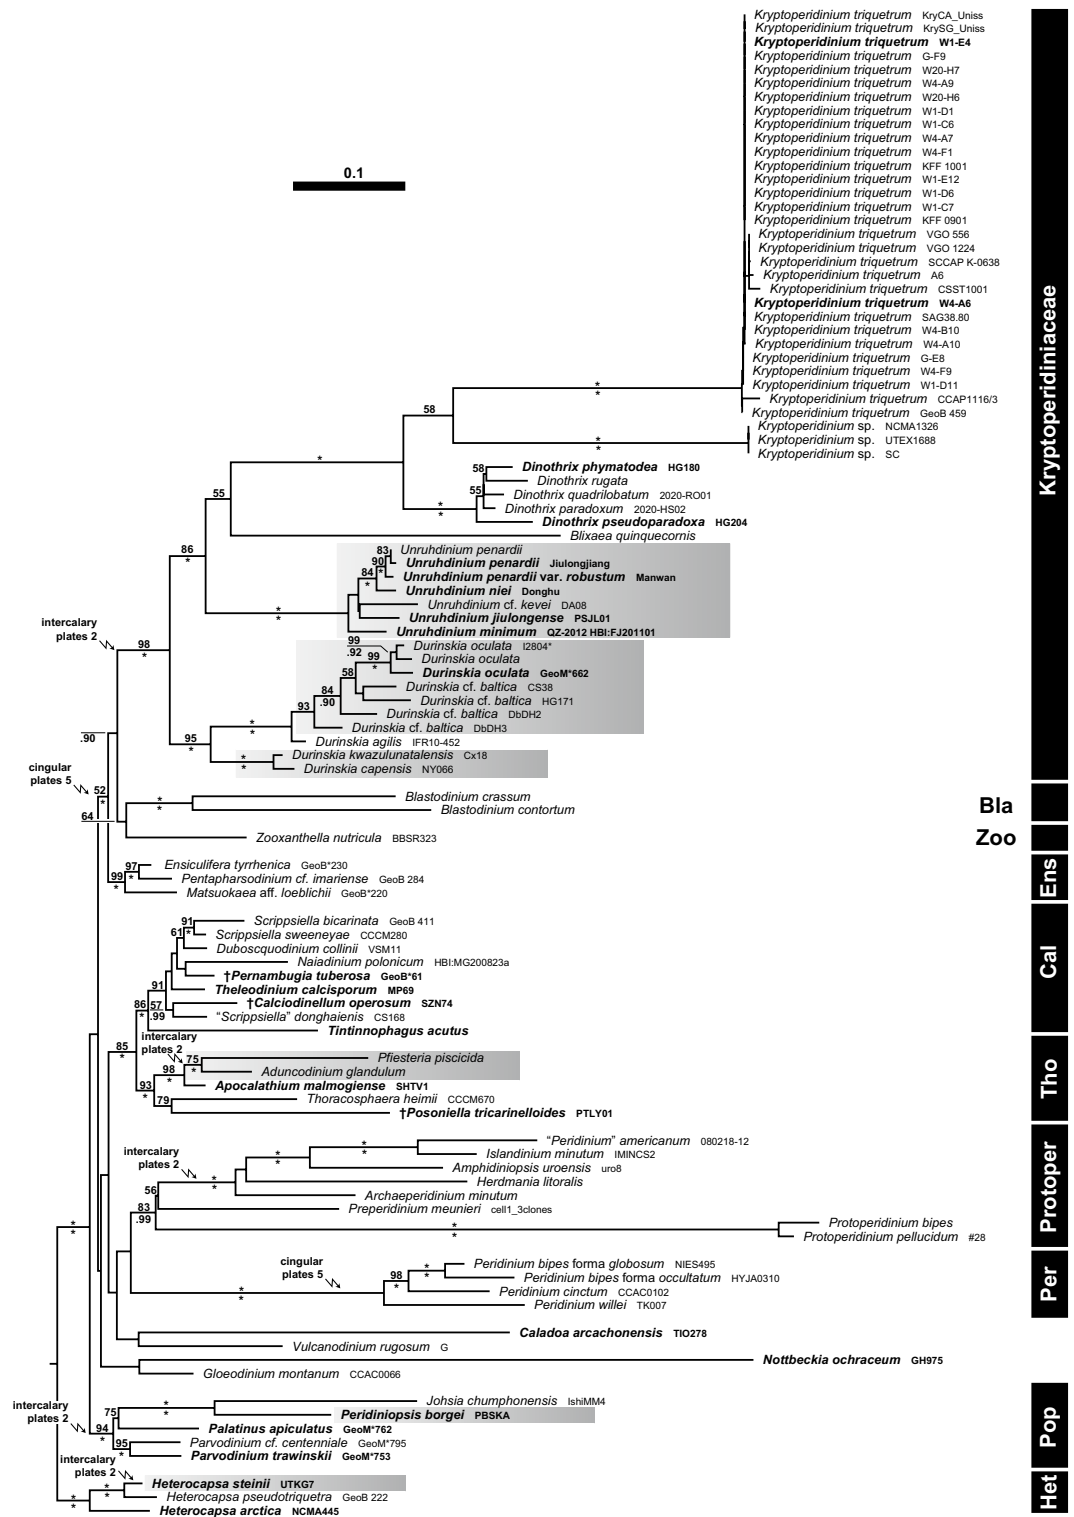 Kryptoperidinium triquetrum KryCA_Uniss
Kryptoperidinium triquetrum KrySG_Uniss
Kryptoperidinium triquetrum W1-E4
Kryptoperidinium triquetrum G-F9
Kryptoperidinium triquetrum W20-H7
Kryptoperidinium triquetrum W4-A9
Kryptoperidinium triquetrum W20-H6
Kryptoperidinium triquetrum W1-D1
Kryptoperidinium triquetrum W1-C6
Kryptoperidinium triquetrum W4-A7
Kryptoperidinium triquetrum W4-F1
Kryptoperidinium triquetrum KFF 1001
0.1
Kryptoperidinium triquetrum W1-E12
Kryptoperidinium triquetrum W1-D6
Kryptoperidinium triquetrum W1-C7
Kryptoperidinium triquetrum KFF 0901
Kryptoperidinium triquetrum VGO 556
Kryptoperidinium triquetrum VGO 1224
Kryptoperidinium triquetrum SCCAP K-0638
Kryptoperidinium triquetrum A6
Kryptoperidinium triquetrum CSST1001
Kryptoperidinium triquetrum W4-A6
Kryptoperidinium triquetrum SAG38.80
Kryptoperidinium triquetrum W4-B10
Kryptoperidinium triquetrum W4-A10
Kryptoperidinium triquetrum G-E8
Kryptoperidinium triquetrum W4-F9
Kryptoperidinium triquetrum W1-D11
* *
Kryptoperidinium triquetrum CCAP1116/3
Kryptoperidinium triquetrum GeoB 459
58
Kryptoperidinium sp. NCMA1326
Kryptoperidinium sp. UTEX1688
* *
Kryptoperidinium sp. SC
Kryptoperidiniaceae
*
58
Dinothrix phymatodea HG180
Dinothrix rugata
55
Dinothrix quadrilobatum 2020-RO01
55
* *
Dinothrix paradoxum 2020-HS02
Dinothrix pseudoparadoxa HG204
Blixaea quinquecornis
86 *
83
Unruhdinium penardii
90 *
Unruhdinium penardii Jiulongjiang
84 *
Unruhdinium penardii var. robustum Manwan
Unruhdinium niei Donghu
Unruhdinium cf. kevei DA08
* *
Unruhdinium jiulongense PSJL01
Unruhdinium minimum QZ-2012 HBI:FJ201101
intercalary
plates 2
98 *
99
.92
Durinskia oculata I2804*
99 *
Durinskia oculata
58
Durinskia oculata GeoM*662
84
.90
Durinskia cf. baltica CS38
Durinskia cf. baltica HG171
93
Durinskia cf. baltica DbDH2
* *
Durinskia cf. baltica DbDH3
95 *
Durinskia agilis IFR10-452
.90
* *
Durinskia kwazulunatalensis Cx18
Durinskia capensis NY066
cingular
plates 5
52 *
* *
Blastodinium crassum
Blastodinium contortum
Bla
64
Zooxanthella nutricula BBSR323
Zoo
97 *
Ensiculifera tyrrhenica GeoB*230
99 *
Pentapharsodinium cf. imariense GeoB 284
Matsuokaea aff. loeblichii GeoB*220
Ens
91 *
Scrippsiella bicarinata GeoB 411
61
Scrippsiella sweeneyae CCCM280
Duboscquodinium collinii VSM11
Naiadinium polonicum HBI:MG200823a
†Pernambugia tuberosa GeoB*61
91
Theleodinium calcisporum MP69
86 *
57
.99
†Calciodinellum operosum SZN74
“Scrippsiella” donghaienis CS168
Tintinnophagus acutus
Cal
85 *
intercalary
plates 2
75 *
Pfiesteria piscicida
98 *
Aduncodinium glandulum
93 *
Apocalathium malmogiense SHTV1
79
Thoracosphaera heimii CCCM670
†Posoniella tricarinelloides PTLY01
Tho
intercalary
plates 2
* *
“Peridinium” americanum 080218-12
* *
Islandinium minutum IMINCS2
Amphidiniopsis uroensis uro8
* *
Herdmania litoralis
56
Archaeperidinium minutum
83
.99
Preperidinium meunieri cell1_3clones
* *
Protoperidinium bipes
Protoperidinium pellucidum #28
Protoper
* *
cingular
plates 5
* *
Peridinium bipes forma globosum NIES495
98 *
Peridinium bipes forma occultatum HYJA0310
* *
Peridinium cinctum CCAC0102
Peridinium willei TK007
Per
Caladoa arcachonensis TIO278
Vulcanodinium rugosum G
Nottbeckia ochraceum GH975
Gloeodinium montanum CCAC0066
intercalary
plates 2
75
* *
Johsia chumphonensis IshiMM4
Peridiniopsis borgei PBSKA
94 *
Palatinus apiculatus GeoM*762
95 *
Parvodinium cf. centenniale GeoM*795
Parvodinium trawinskii GeoM*753
Pop
intercalary
plates 2
* *
Heterocapsa steinii UTKG7
* *
Heterocapsa pseudotriquetra GeoB 222
Heterocapsa arctica NCMA445
Het